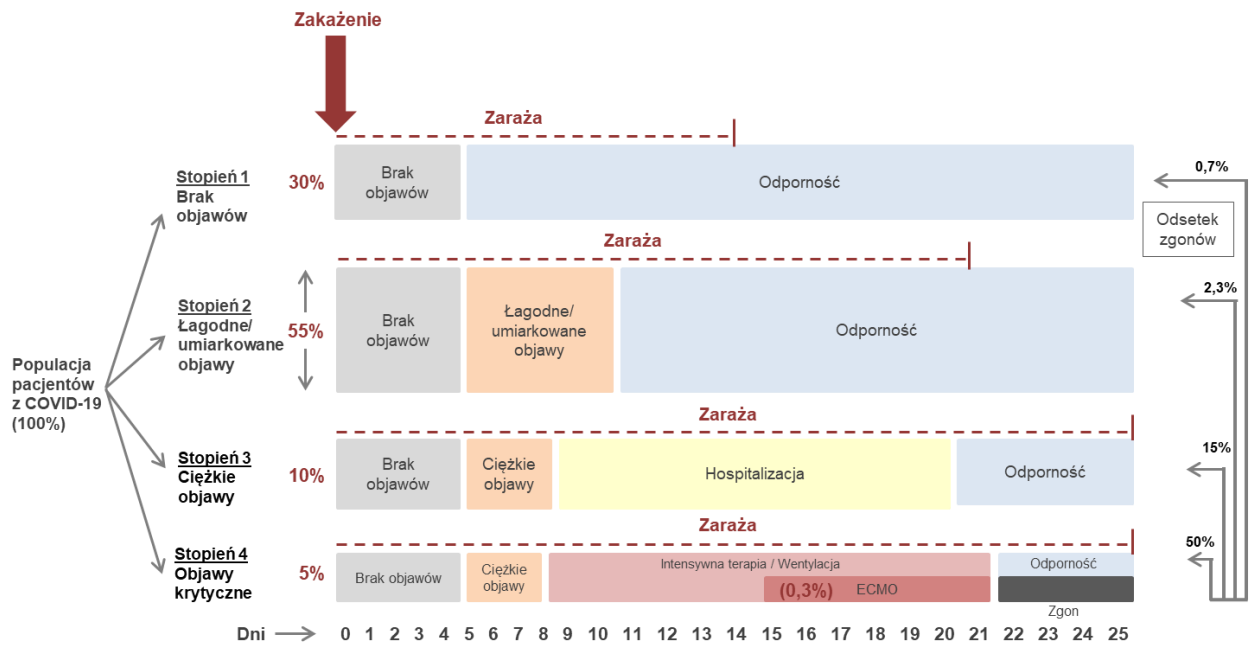 Zakażenie
Zaraża
Stopień 1
Brak
objawów
30%
Brak
objawów
Odporność
0,7%
Odsetek
zgonów
Zaraża
Stopień 2
Łagodne/
umiarkowane
objawy
55%
Brak
objawów
Łagodne/
umiarkowane
objawy
Odporność
2,3%
Populacja
pacjentów
z COVID-19
(100%)
Zaraża
Stopień 3
Ciężkie
objawy
10%
Brak
objawów
Ciężkie
objawy
Hospitalizacja
Odporność
15%
Zaraża
Stopień 4
Objawy
krytyczne
5%
Brak objawów
Ciężkie
objawy
Intensywna terapia / Wentylacja
(0,3%) ECMO
Odporność
Zgon
50%
Dni 0 1 2 3 4 5 6 7 8 9 10 11 12 13 14 15 16 17 18 19 20 21 22 23 24 25